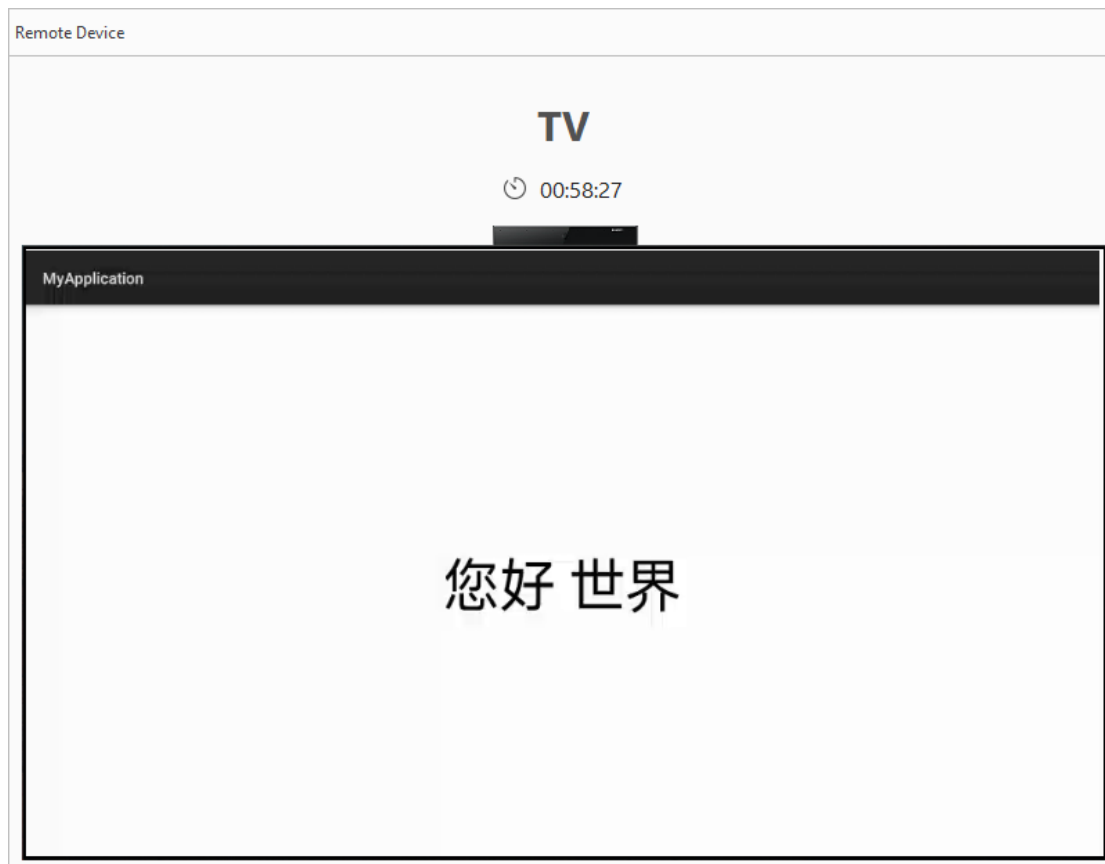 Remote Device
TV
00:58:27
MyApplication
您好 世界